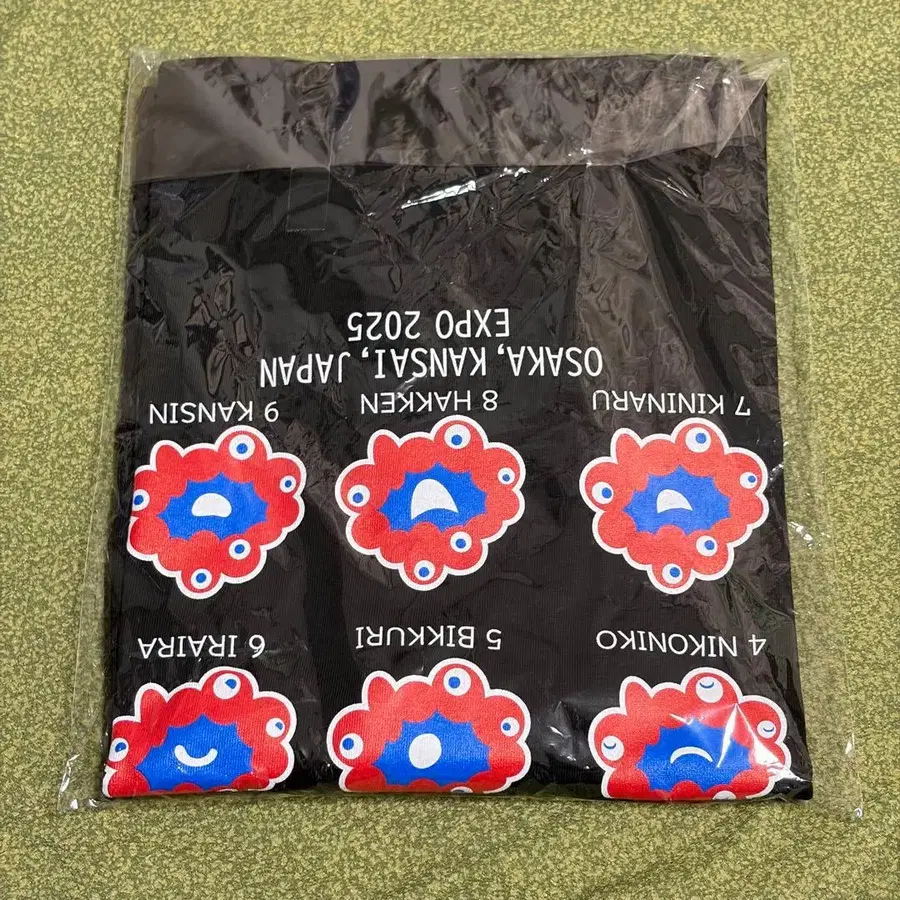 4 NIKONIKO
5 BIKKURI
6 IRAIRA
7 KININARU
8 HAKKEN
9 KANSIN
OSAKA, KANSAI, JAPAN
EXPO 2025